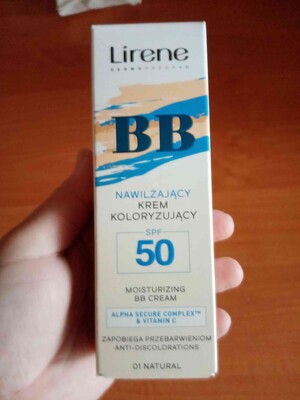 Lirene
DERMOPROGRAM
BB
NAWILŻAJĄCY
KREM
KOLORYZUJĄCY
SPF
50
MOISTURIZING
BB CREAM
ALPHA SECURE COMPLEX™
& VITAMIN C
ZAPOBIEGA PRZEBARWIENIOM
ANTI-DISCOLORATIONS
01 NATURAL